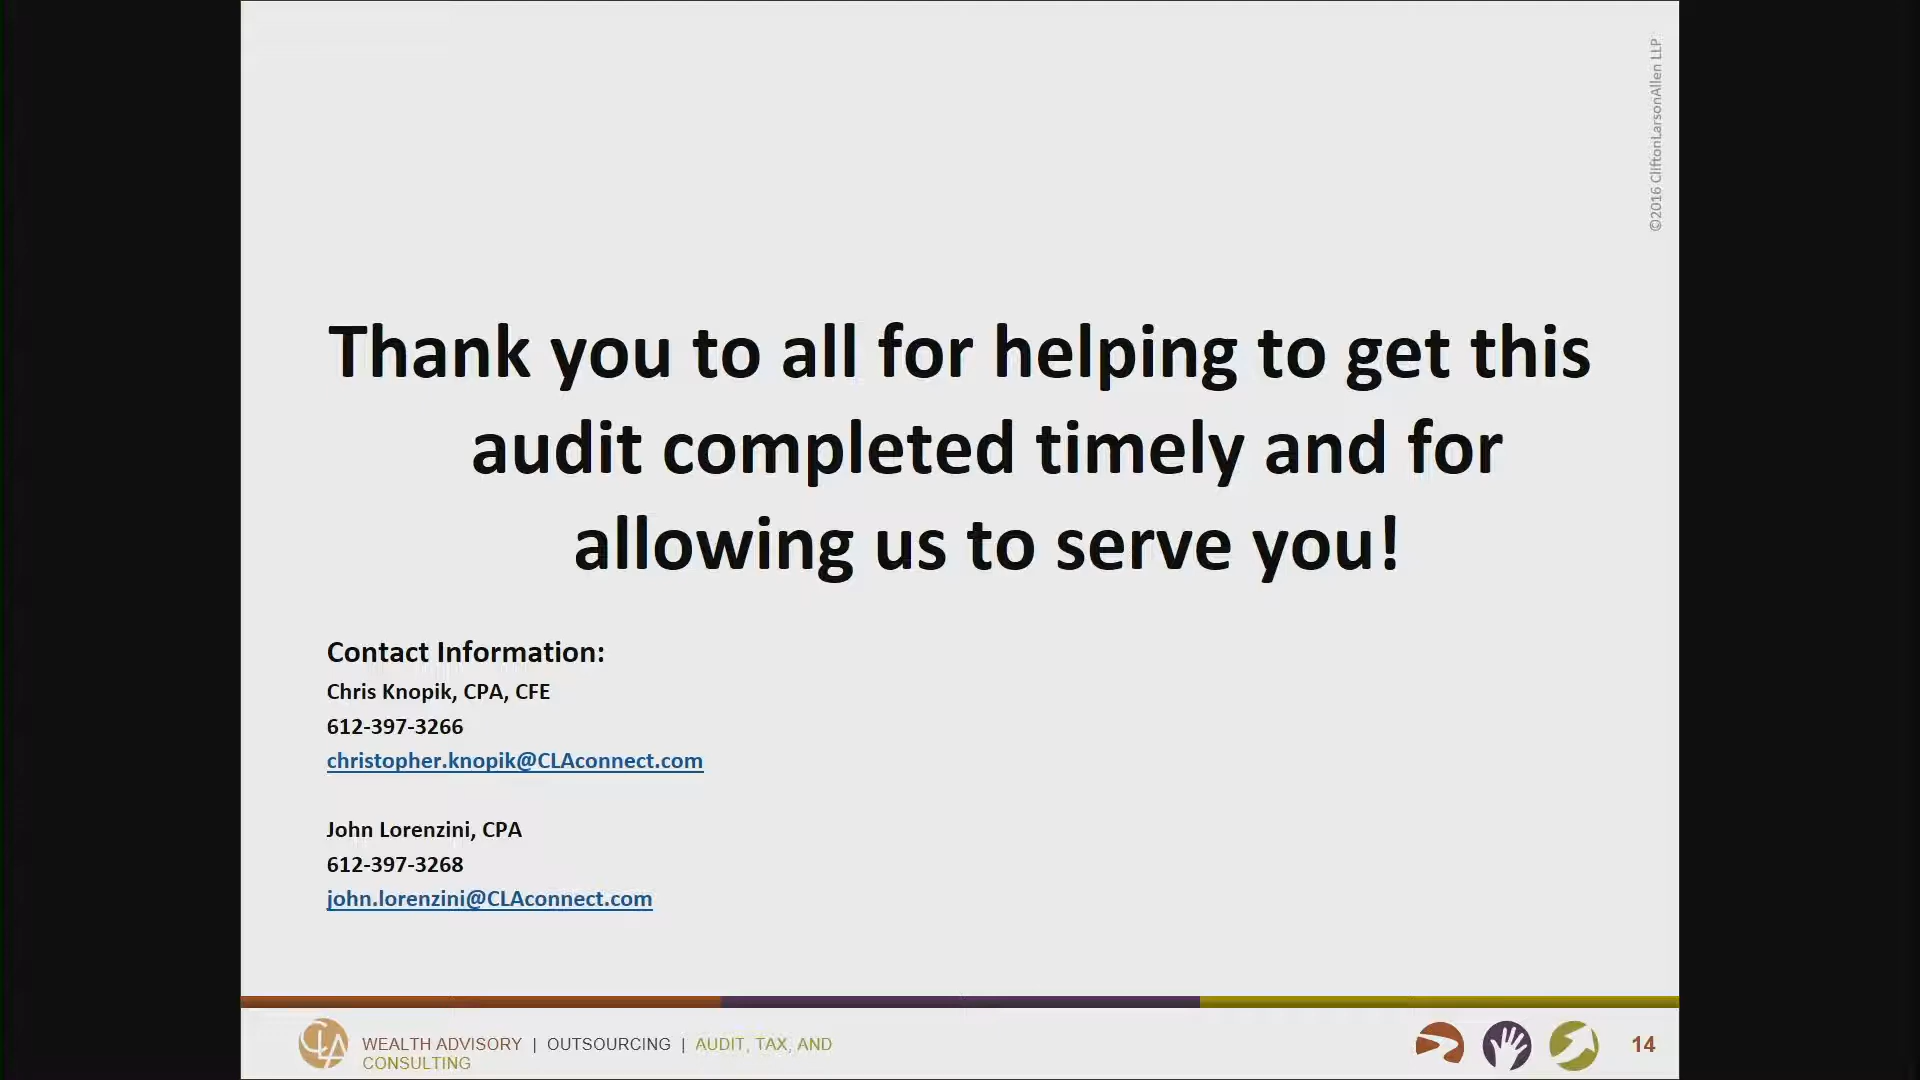 ©2016 CliftonLarsonAllen LLP
Thank you to all for helping to get this
audit completed timely and for
allowing us to serve you!
Contact Information:
Chris Knopik, CPA, CFE
612-397-3266
christopher.knopik@CLAconnect.com
John Lorenzini, CPA
612-397-3268
john.lorenzini@CLAconnect.com
CLA
WEALTH ADVISORY | OUTSOURCING | AUDIT, TAX, AND
CONSULTING
14